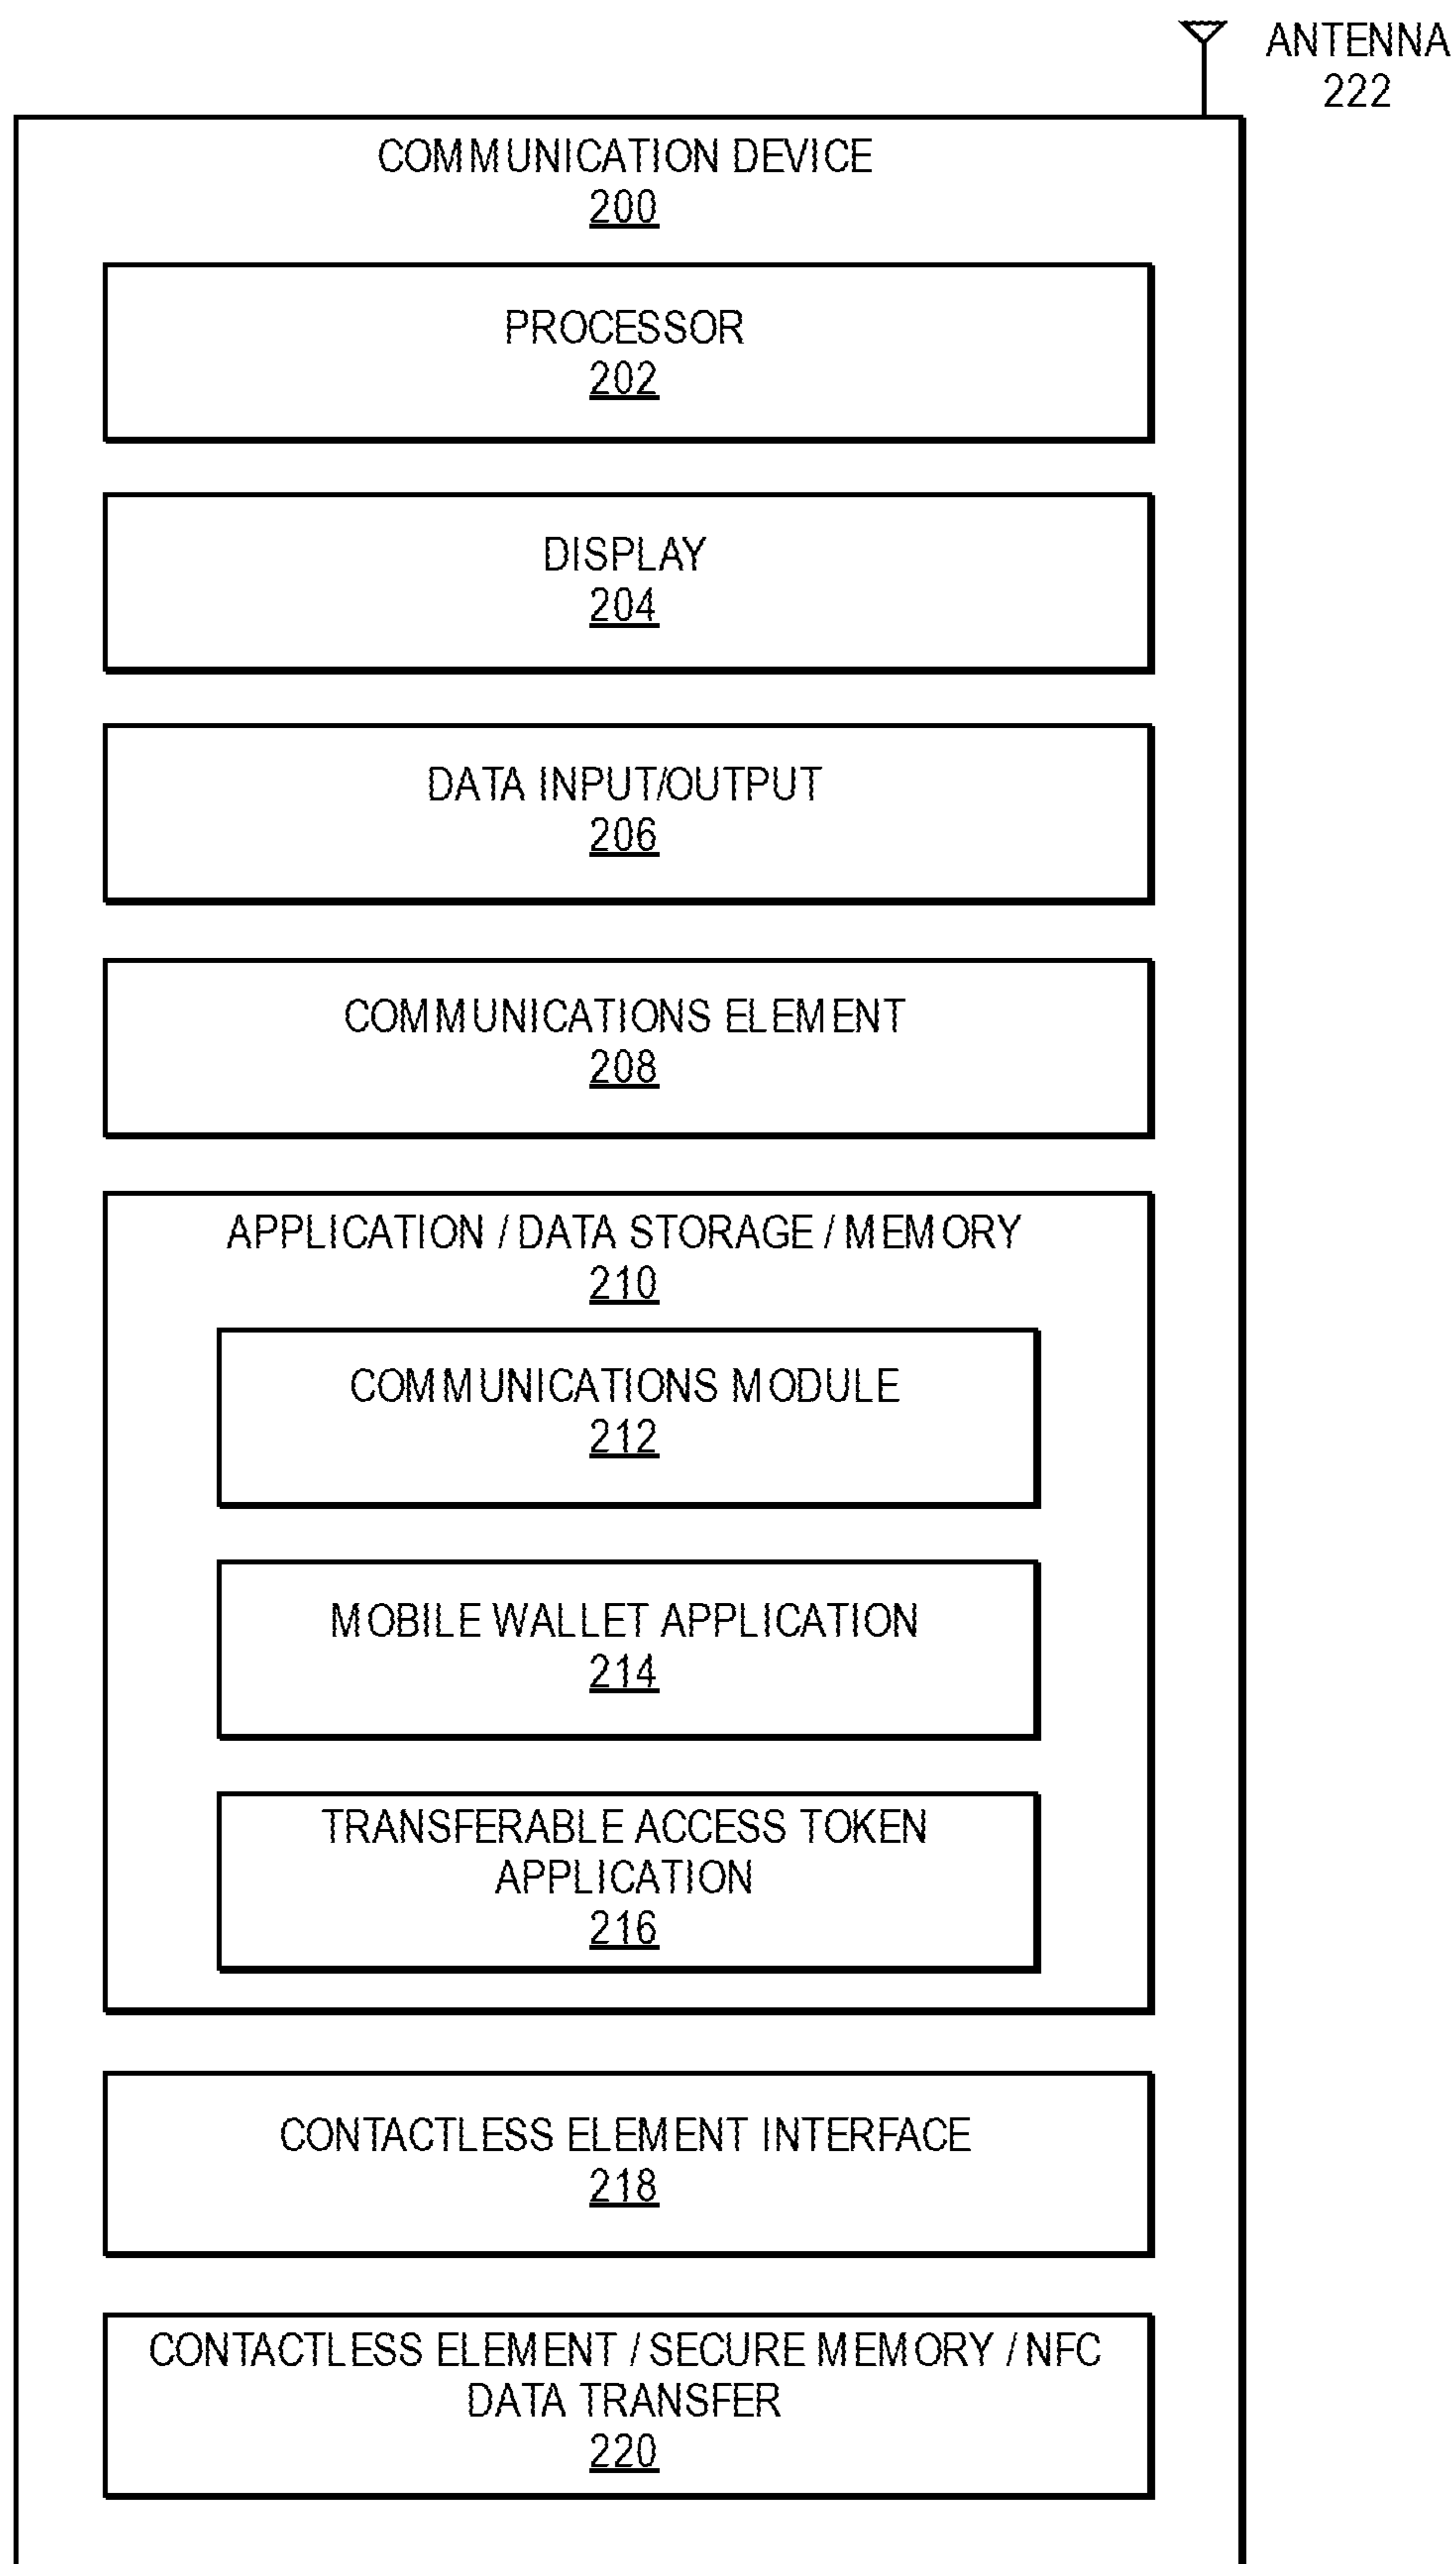 ANTENNA
222
COMMUNICATION DEVICE
200
PROCESSOR
202
DISPLAY
204
DATA INPUT/OUTPUT
206
COMMUNICATIONS ELEMENT
208
APPLICATION / DATA STORAGE / MEMORY
210
COMMUNICATIONS MODULE
212
MOBILE WALLET APPLICATION
214
TRANSFERABLE ACCESS TOKEN
APPLICATION
216
CONTACTLESS ELEMENT INTERFACE
218
CONTACTLESS ELEMENT / SECURE MEMORY / NFC
DATA TRANSFER
220